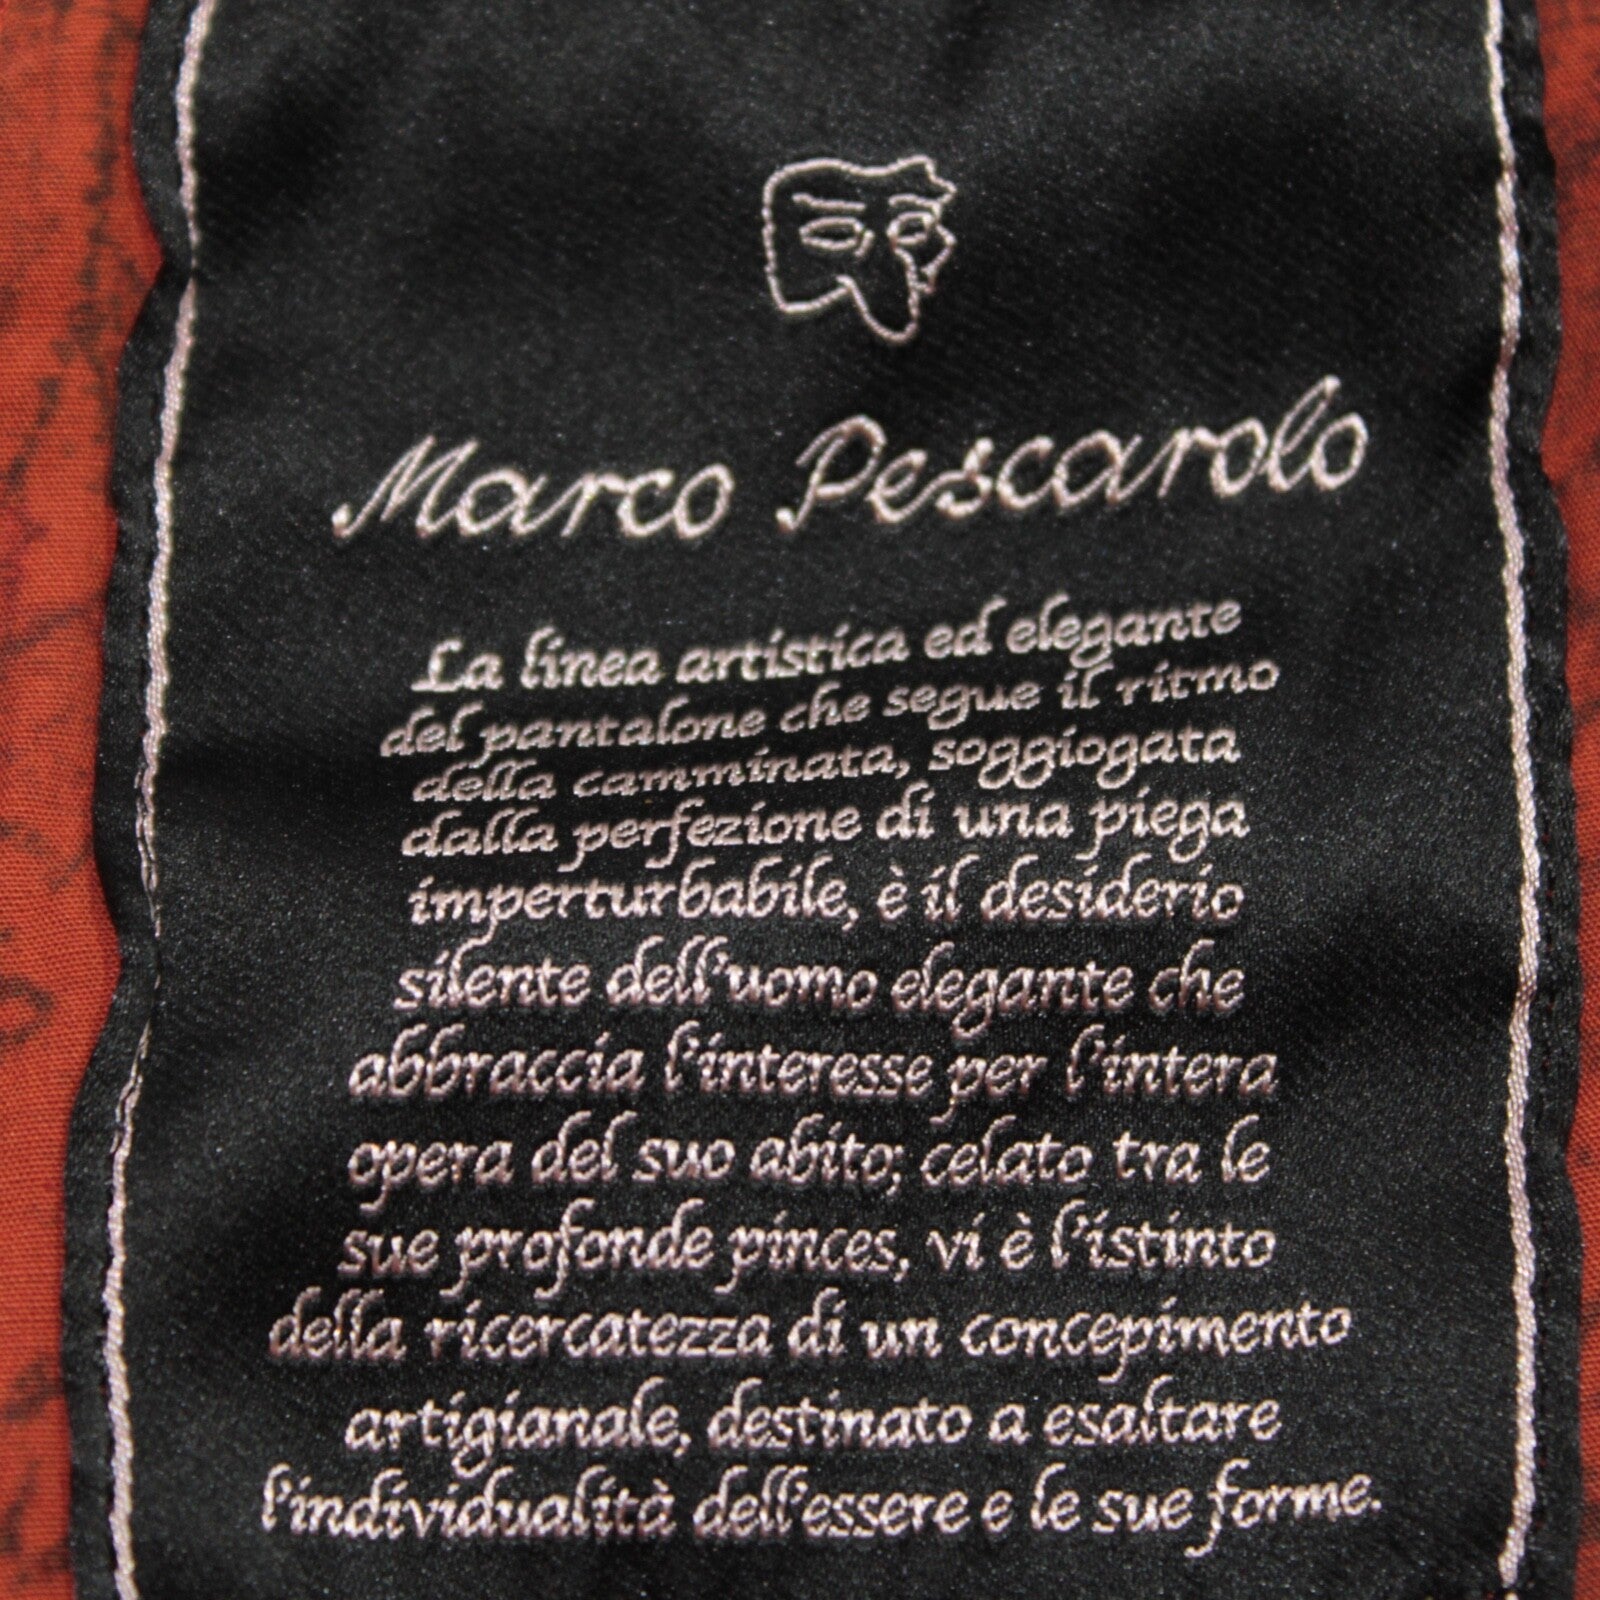 Marco Pescarolo
La linea artistica ed elegante
del pantalone che segue il ritmo
della camminata, soggiogata
dalla perfezione di una piega
imperturbabile, è il desiderio
silente dell'uomo elegante che
abbraccia l'interesse per l'intera
opera del suo abito; celato tra le
sue profonde pinces, vi è l'istinto
della ricercatezza di un concepimento
artigianale, destinato a esaltare
l'individualità dell'essere e le sue forme.